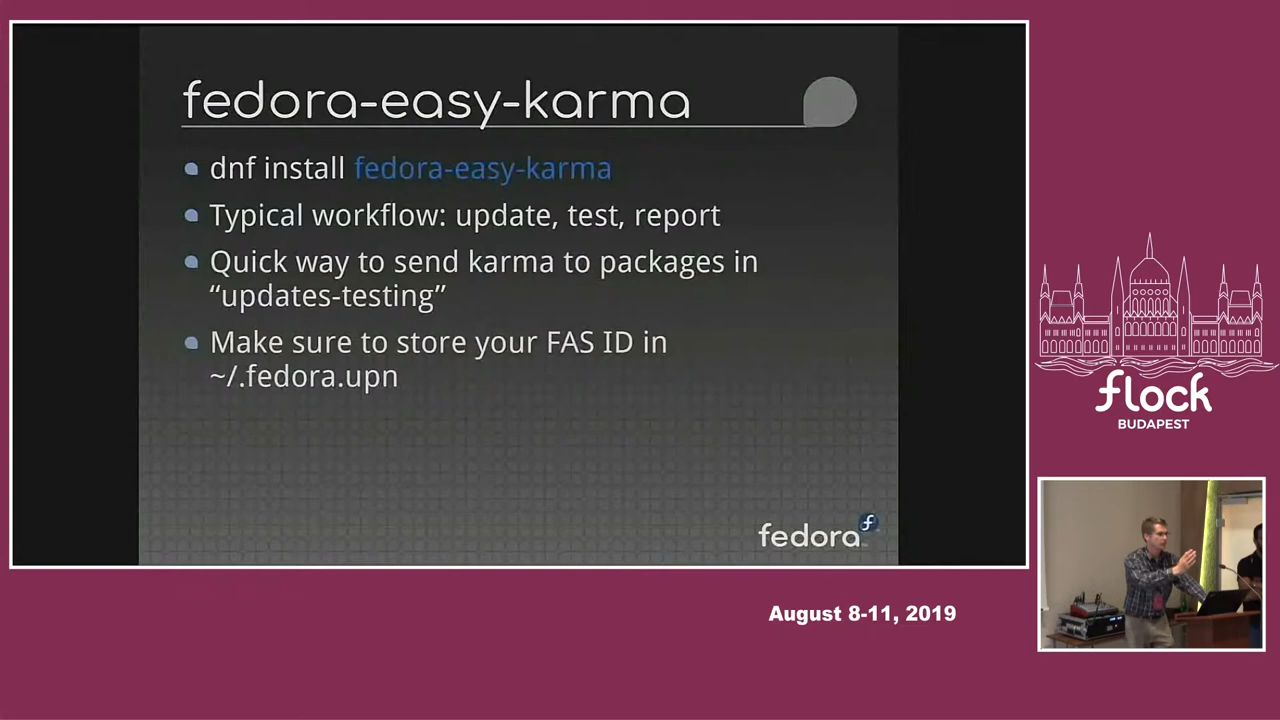 fedora-easy-karma
dnf install fedora-easy-karma
Typical workflow: update, test, report
Quick way to send karma to packages in
“updates-testing”
Make sure to store your FAS ID in
~/.fedora.upn
fedora
flock
BUDAPEST
August 8-11, 2019